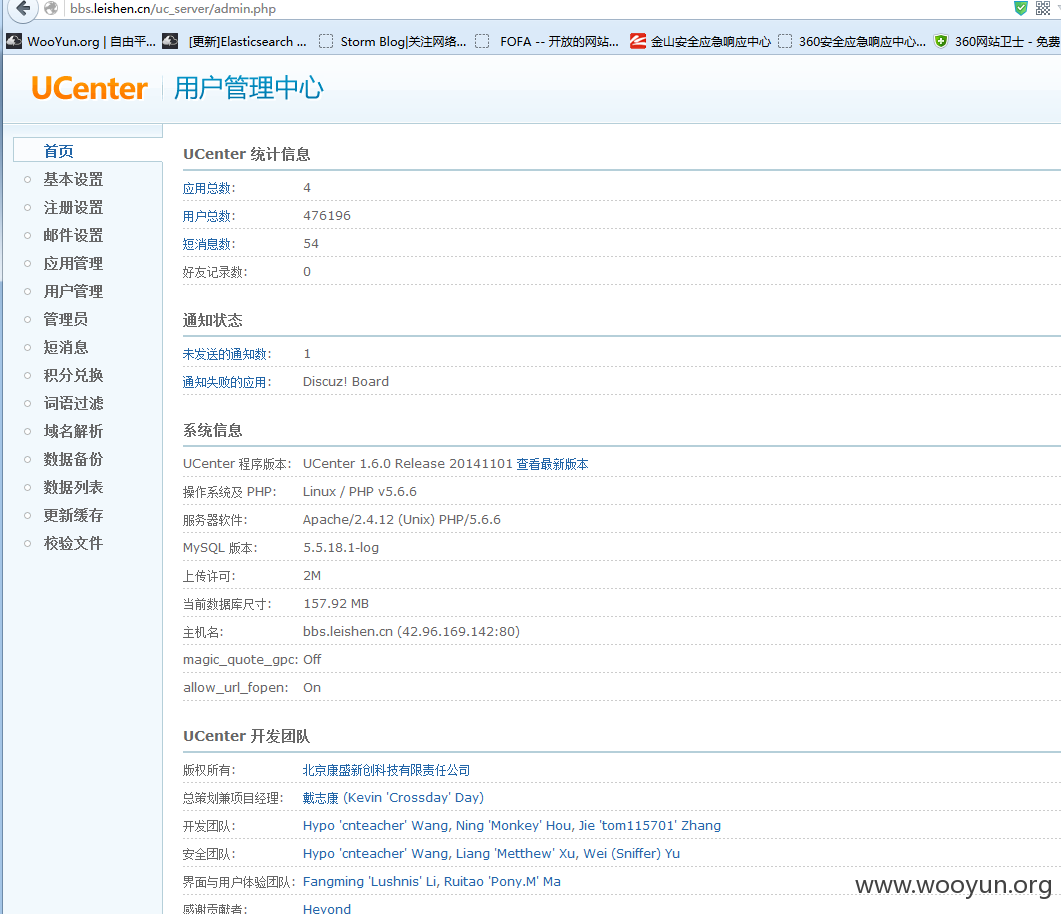 bbs.leishen.cn/uc_server/admin.php
WooYun.org | 自由平... [更新]Elasticsearch ... Storm Blog|关注网络... FOFA -- 开放的网站... 金山安全应急响应中心 360安全应急响应中心... 360网站卫士 - 免费
UCenter 用户管理中心
首页
基本设置
注册设置
邮件设置
应用管理
用户管理
管理员
短消息
积分兑换
词语过滤
域名解析
数据备份
数据列表
更新缓存
校验文件
UCenter 统计信息
应用总数: 4
用户总数: 476196
短消息数: 54
好友记录数: 0
通知状态
未发送的通知数: 1
通知失败的应用: Discuz! Board
系统信息
UCenter 程序版本: UCenter 1.6.0 Release 20141101 查看最新版本
操作系统及 PHP: Linux / PHP v5.6.6
服务器软件: Apache/2.4.12 (Unix) PHP/5.6.6
MySQL 版本: 5.5.18.1-log
上传许可: 2M
当前数据库尺寸: 157.92 MB
主机名: bbs.leishen.cn (42.96.169.142:80)
magic_quote_gpc: Off
allow_url_fopen: On
UCenter 开发团队
版权所有: 北京康盛新创科技有限责任公司
总策划兼项目经理: 戴志康 (Kevin 'Crossday' Day)
开发团队: Hypo 'cnteacher' Wang, Ning 'Monkey' Hou, Jie 'tom115701' Zhang
安全团队: Hypo 'cnteacher' Wang, Liang 'Metthew' Xu, Wei (Sniffer) Yu
界面与用户体验团队: Fangming 'Lushnis' Li, Ruitao 'Pony.M' Ma
感谢贡献者: Heyond
www.wooyun.org